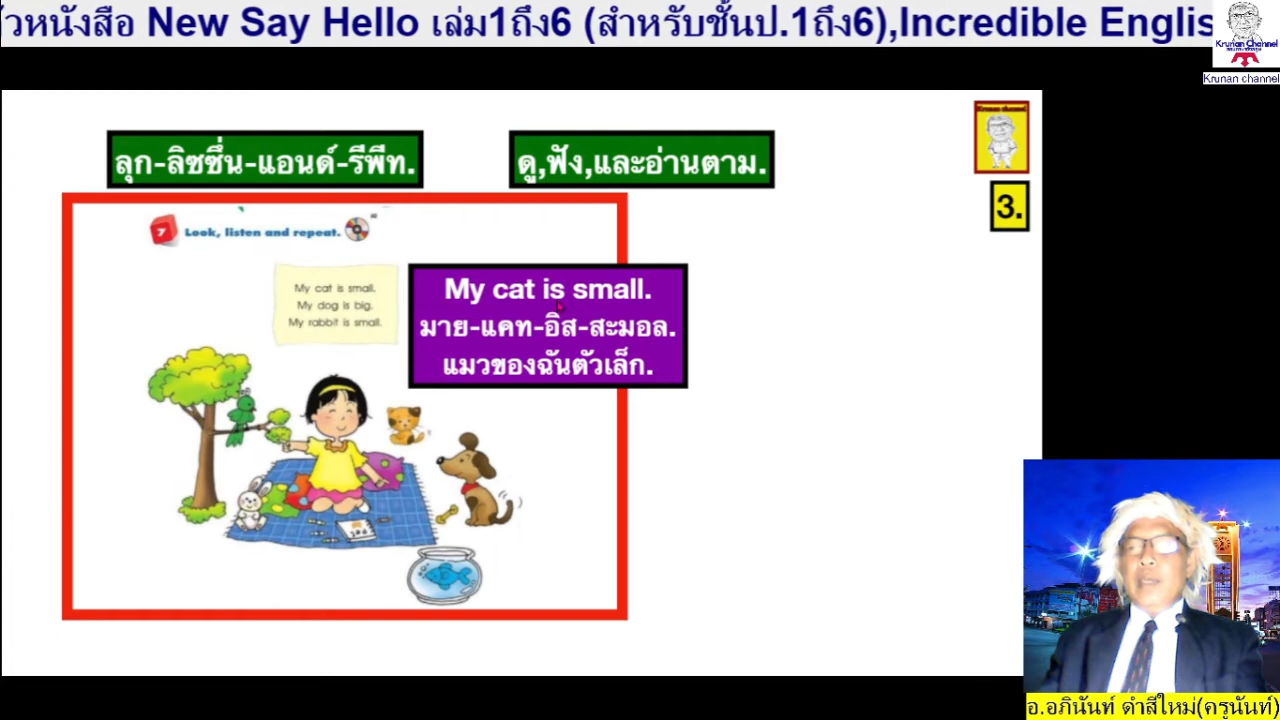 วหนังสือ New Say Hello เล่ม1ถึง6 (สำหรับชั้นป.1ถึง6),Incredible Englis
Krunan Channel
Krunan channel
Krunan channel
ลุก-ลิซซึ่น-แอนด์-รีพีท.
ดู,ฟัง,และอ่านตาม.
3.
7 Look, listen and repeat.
My cat is small.
My dog is big.
My rabbit is small.
My cat is small.
มาย-แคท-อิส-สะมอล.
แมวของฉันตัวเล็ก.
อ.อภินันท์ ดำสีใหม่(ครูนันท์)